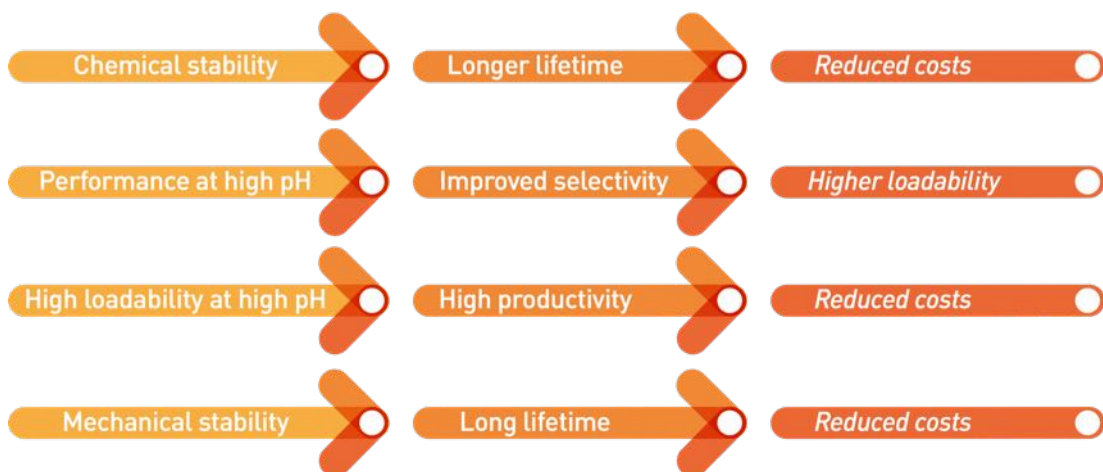 Chemical stability
Longer lifetime
Reduced costs
Performance at high pH
Improved selectivity
Higher loadability
High loadability at high pH
High productivity
Reduced costs
Mechanical stability
Long lifetime
Reduced costs